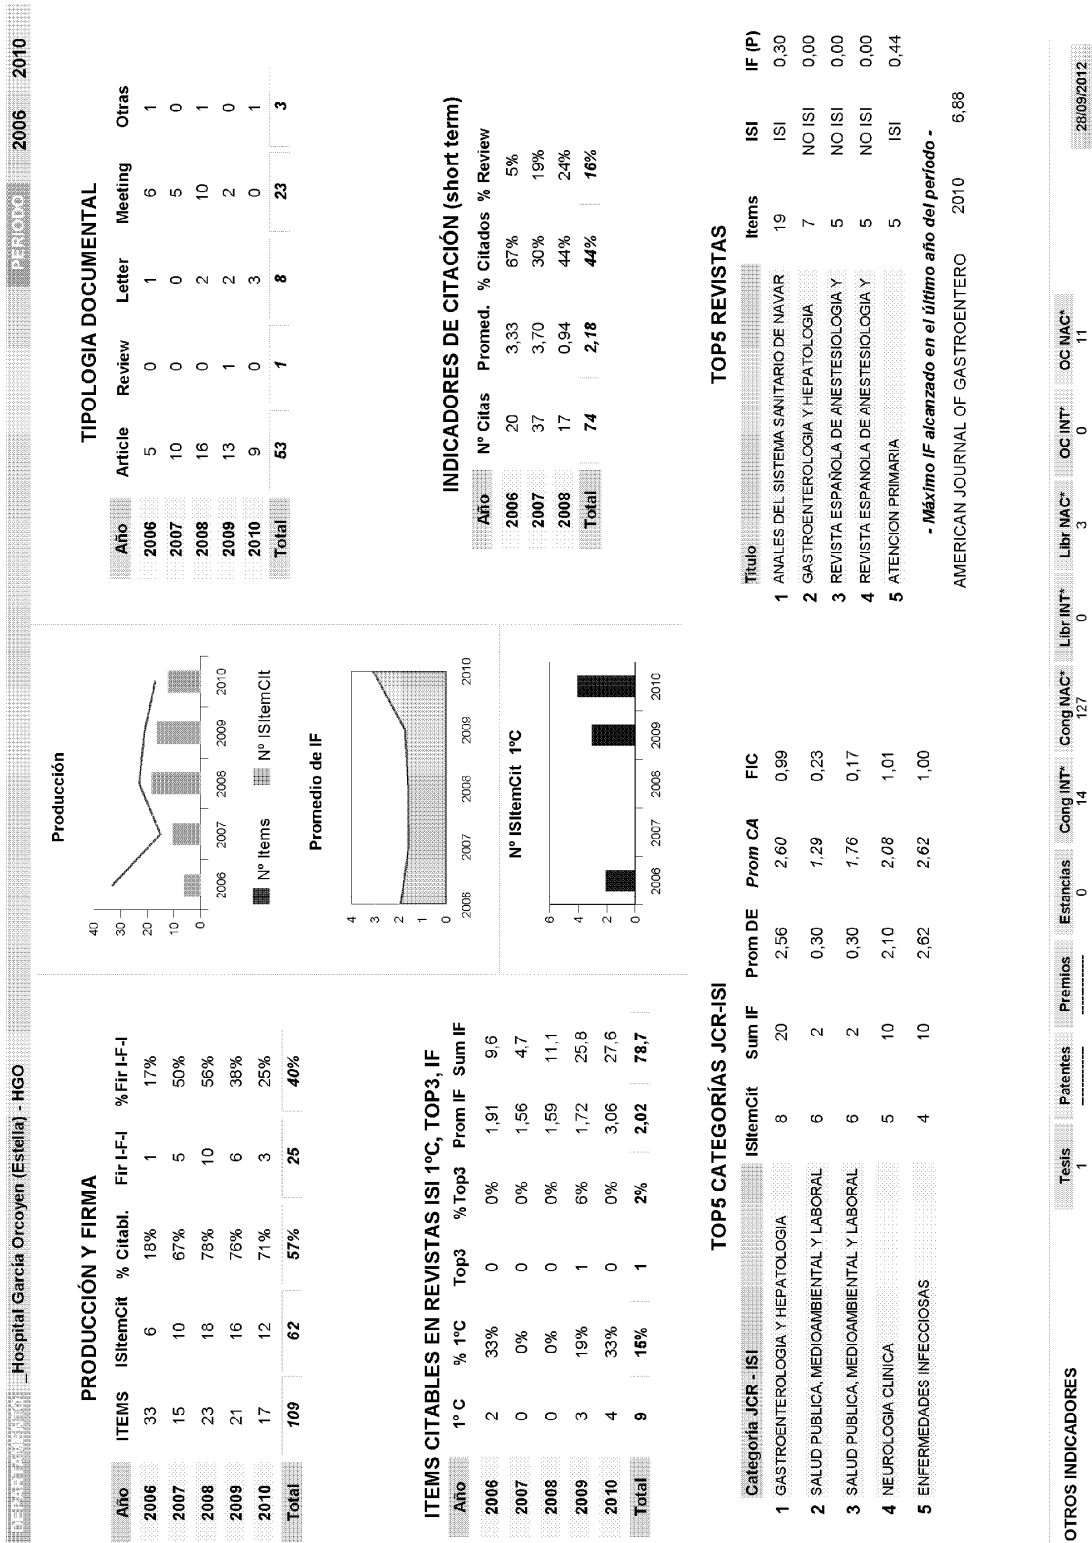 DEPARTAMENTO _Hospital García Orcoyen (Estella) - HGO PERIODO 2006 2010
PRODUCCIÓN Y FIRMA
Año ITEMS ISItemCit % Citabl. Fir I-F-I %Fir I-F-I
2006 33 6 18% 1 17%
2007 15 10 67% 5 50%
2008 23 18 78% 10 56%
2009 21 16 76% 6 38%
2010 17 12 71% 3 25%
Total 109 62 57% 25 40%
Producción
40
30
20
10
0
2006 2007 2008 2009 2010
Nº Items Nº ISItemCit
TIPOLOGIA DOCUMENTAL
Año Article Review Letter Meeting Otras
2006 5 0 1 6 1
2007 10 0 0 5 0
2008 16 0 2 10 1
2009 13 1 2 2 0
2010 9 0 3 0 1
Total 53 1 8 23 3
ITEMS CITABLES EN REVISTAS ISI 1ºC, TOP3, IF
Año 1º C % 1ºC Top3 %Top3 Prom IF Sum IF
2006 2 33% 0 0% 1,91 9,6
2007 0 0% 0 0% 1,56 4,7
2008 0 0% 0 0% 1,59 11,1
2009 3 19% 1 6% 1,72 25,8
2010 4 33% 0 0% 3,06 27,6
Total 9 15% 1 2% 2,02 78,7
Promedio de IF
4
3
2
1
0
2006 2007 2008 2009 2010
Nº ISItemCit 1ºC
6
4
2
0
2006 2007 2008 2009 2010
INDICADORES DE CITACIÓN (short term)
Año Nº Citas Promed. % Citados % Review
2006 20 3,33 67% 5%
2007 37 3,70 30% 19%
2008 17 0,94 44% 24%
Total 74 2,18 44% 16%
TOP5 CATEGORÍAS JCR-ISI
Categoría JCR - ISI ISItemCit Sum IF Prom DE Prom CA FIC
1 GASTROENTEROLOGIA Y HEPATOLOGIA 8 20 2,56 2,60 0,99
2 SALUD PUBLICA, MEDIOAMBIENTAL Y LABORAL 6 2 0,30 1,29 0,23
3 SALUD PUBLICA, MEDIOAMBIENTAL Y LABORAL 6 2 0,30 1,76 0,17
4 NEUROLOGIA CLINICA 5 10 2,10 2,08 1,01
5 ENFERMEDADES INFECCIOSAS 4 10 2,62 2,62 1,00
TOP5 REVISTAS
Título Items ISI IF (P)
1 ANALES DEL SISTEMA SANITARIO DE NAVAR 19 ISI 0,30
2 GASTROENTEROLOGIA Y HEPATOLOGIA 7 NO ISI 0,00
3 REVISTA ESPAÑOLA DE ANESTESIOLOGIA Y 5 NO ISI 0,00
4 REVISTA ESPANOLA DE ANESTESIOLOGIA Y 5 NO ISI 0,00
5 ATENCION PRIMARIA 5 ISI 0,44
- Máximo IF alcanzado en el último año del período -
AMERICAN JOURNAL OF GASTROENTERO 2010 6,88
OTROS INDICADORES
Tesis Patentes Premios Estancias Cong INT* Cong NAC* Libr INT* Libr NAC* OC INT* OC NAC*
1 ---------- ---------- 0 14 127 0 3 0 11
28/09/2012